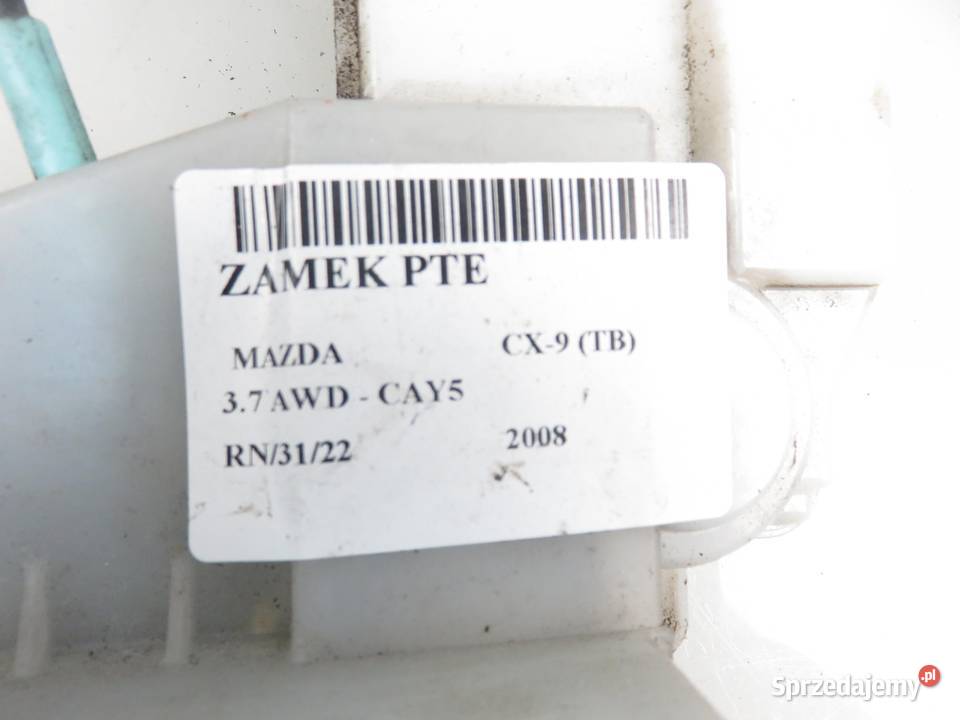 ZAMEK PTE
MAZDA CX-9 (TB)
3.7 AWD - CAY5
RN/31/22 2008
Sprzedajemy.pl